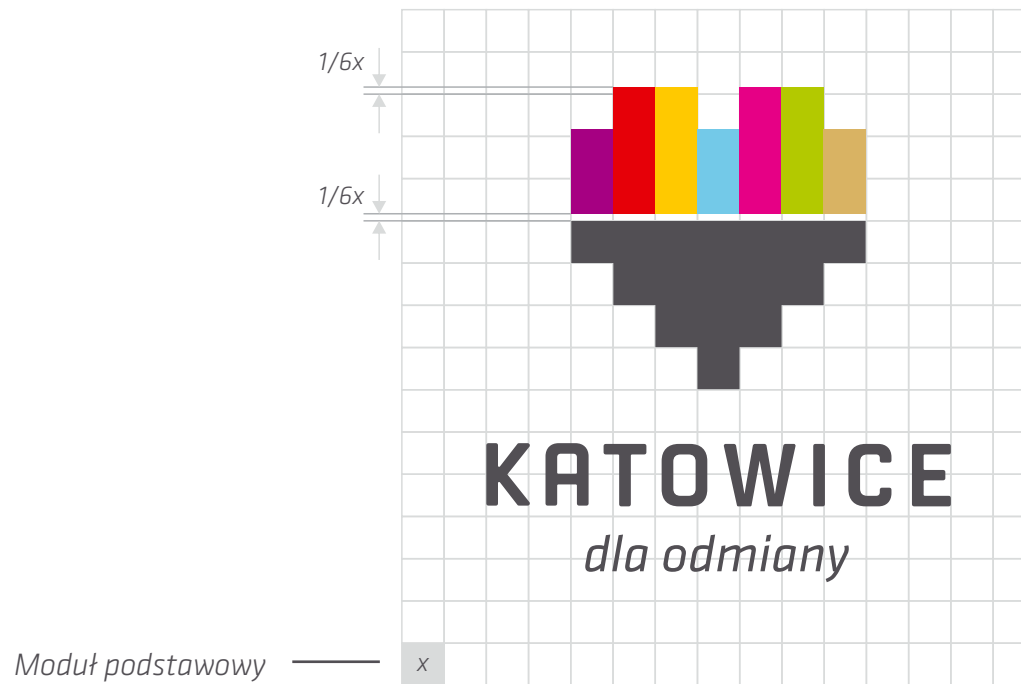 1/6x
1/6x
KATOWICE
dla odmiany
Moduł podstawowy
x